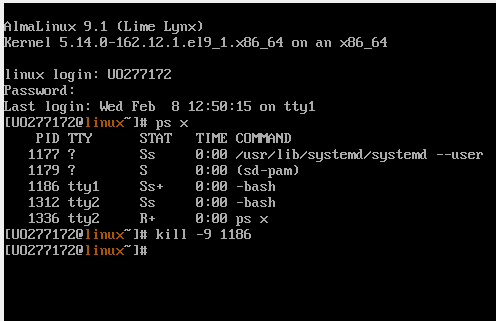 AlmaLinux 9.1 (Lime Lynx)
Kernel 5.14.0-162.12.1.el9_1.x86_64 on an x86_64
linux login: UO277172
Password:
Last login: Wed Feb  8 12:50:15 on tty1
[UO277172@linux~]# ps x
    PID TTY      STAT   TIME COMMAND
   1177 ?        Ss     0:00 /usr/lib/systemd/systemd --user
   1179 ?        S      0:00 (sd-pam)
   1186 tty1     Ss+    0:00 -bash
   1312 tty2     Ss     0:00 -bash
   1336 tty2     R+     0:00 ps x
[UO277172@linux~]# kill -9 1186
[UO277172@linux~]#